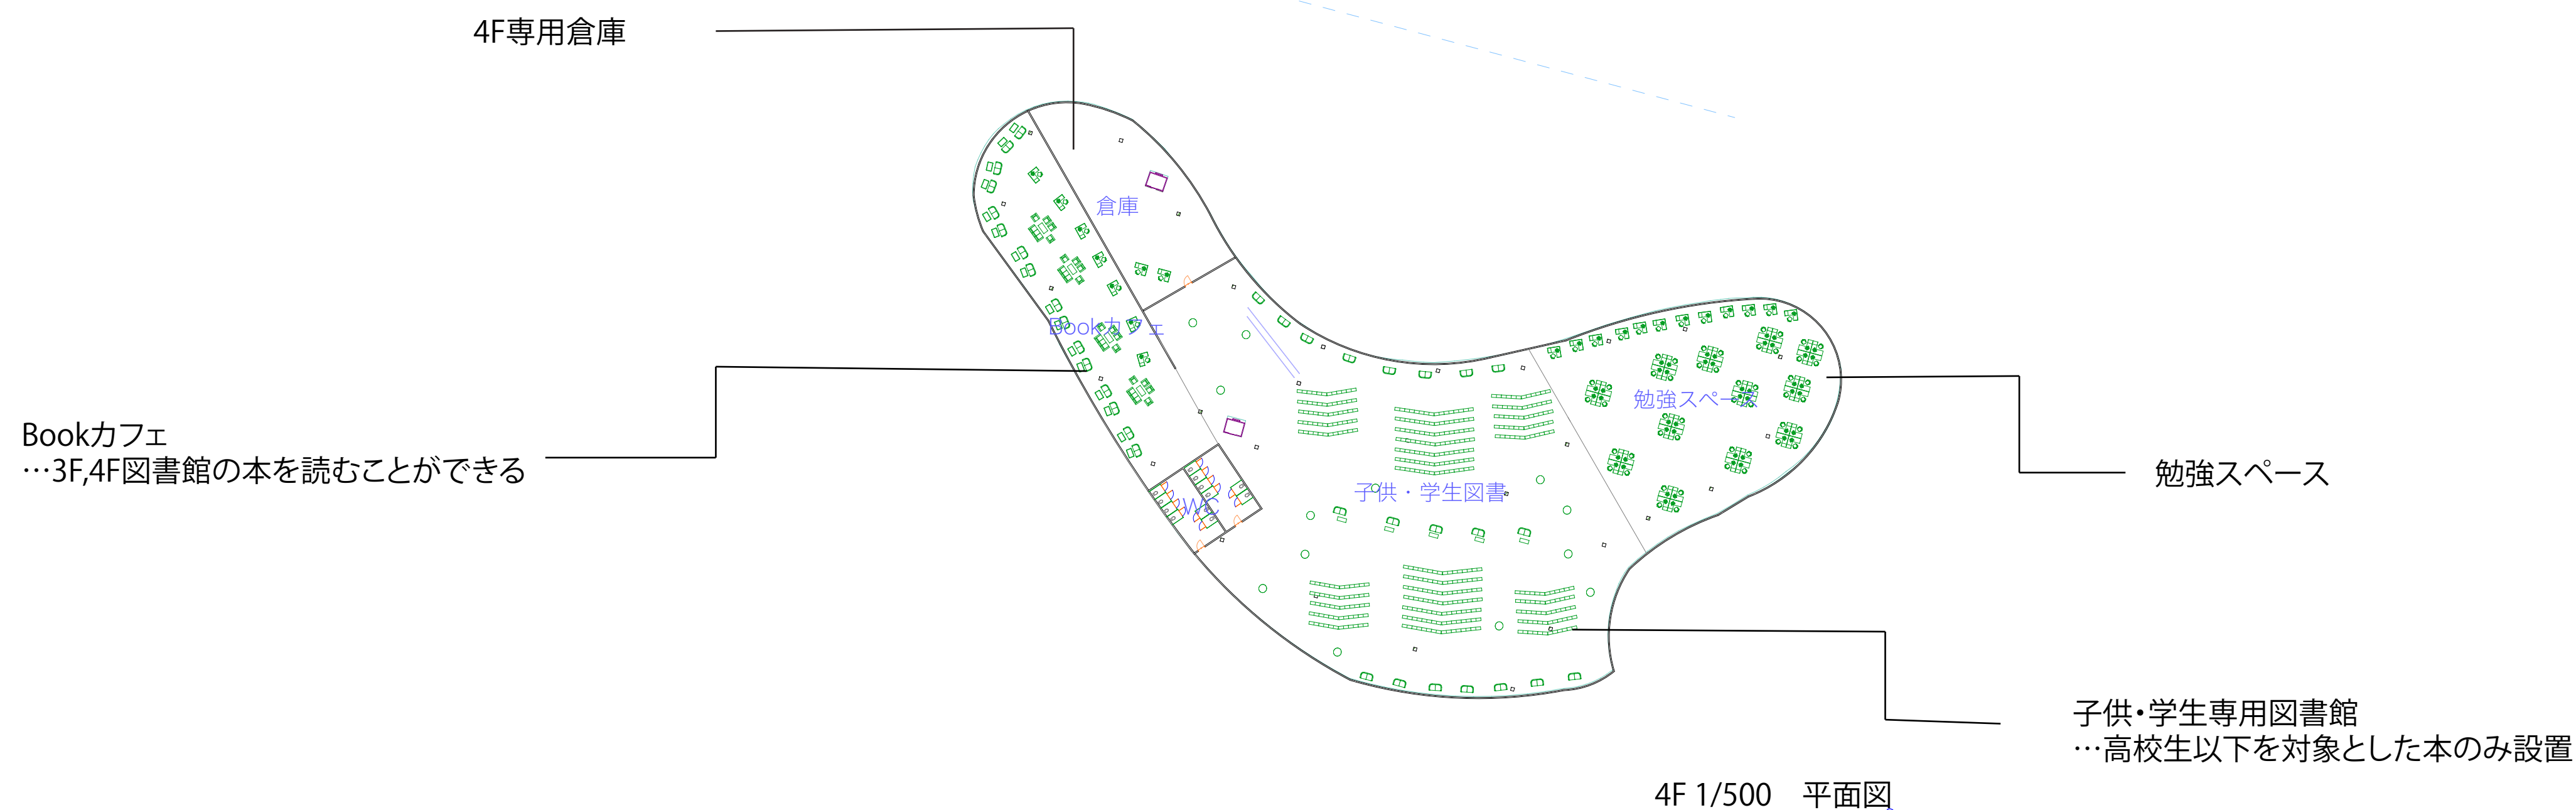 4F専用倉庫
倉庫
Bookカフェ
Bookカフェ
…3F,4F図書館の本を読むことができる
勉強スペース
勉強スペース
子供・学生図書
WC
子供・学生専用図書館
…高校生以下を対象とした本のみ設置
4F 1/500　平面図